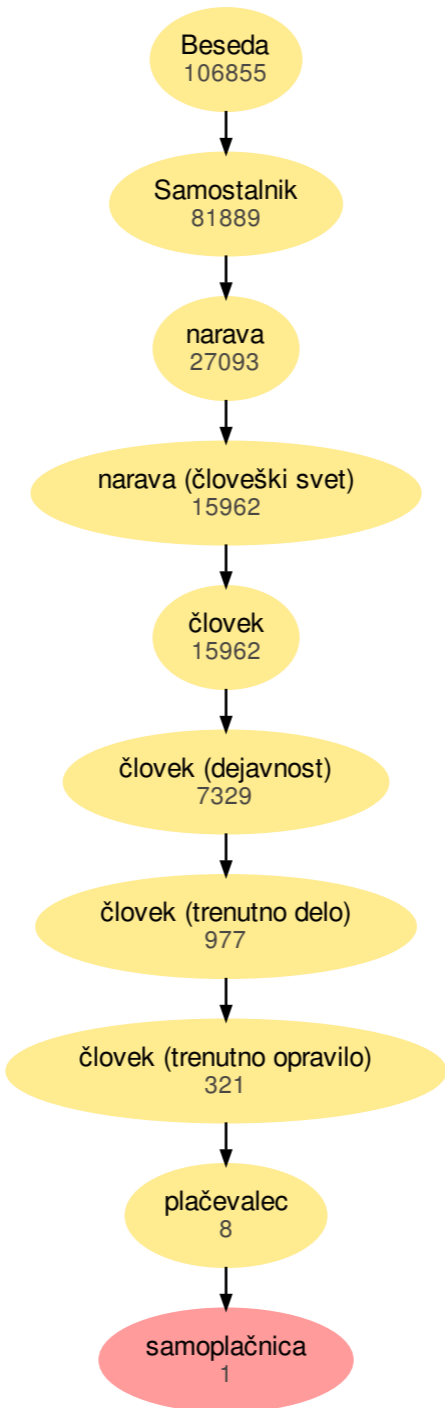 Beseda
106855
Samostalnik
81889
narava
27093
narava (človeški svet)
15962
človek
15962
človek (dejavnost)
7329
človek (trenutno delo)
977
človek (trenutno opravilo)
321
plačevalec
8
samoplačnica
1